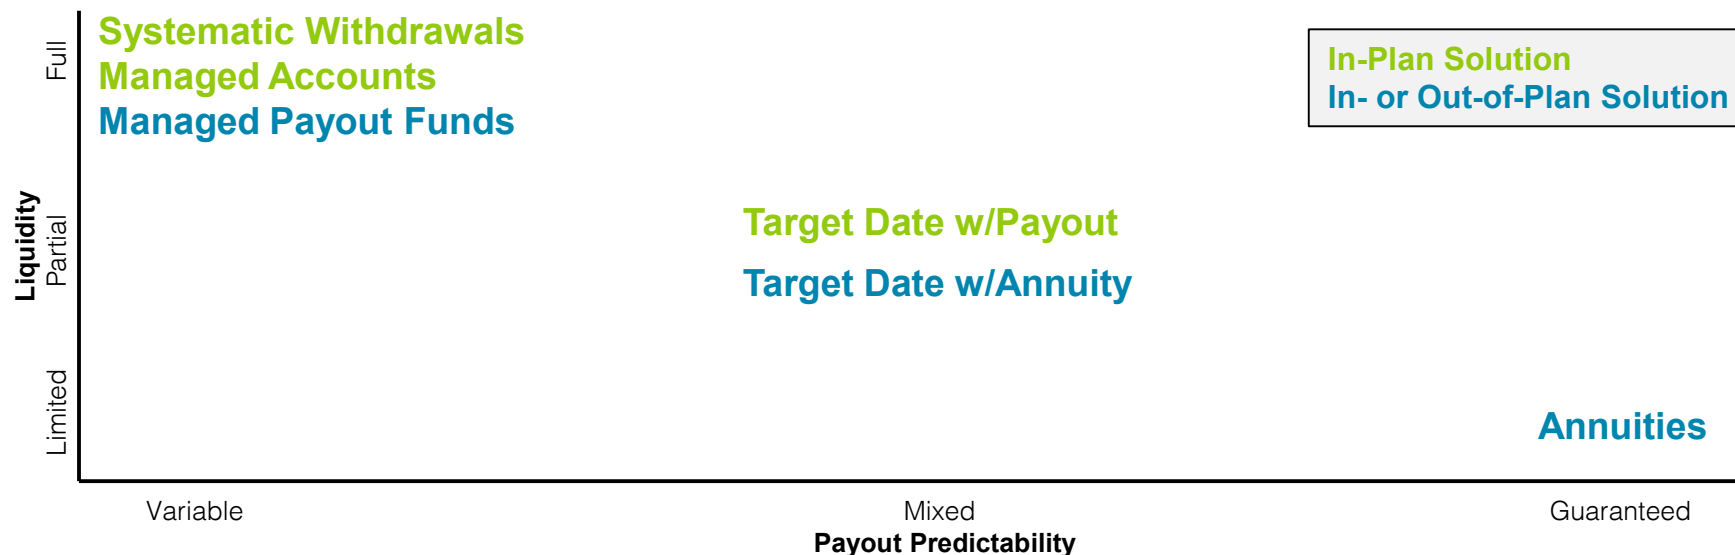 Systematic Withdrawals
Managed Accounts
Managed Payout Funds
In-Plan Solution
In- or Out-of-Plan Solution
Target Date w/Payout
Target Date w/Annuity
Annuities
Liquidity
Full
Partial
Limited
Variable
Mixed
Guaranteed
Payout Predictability